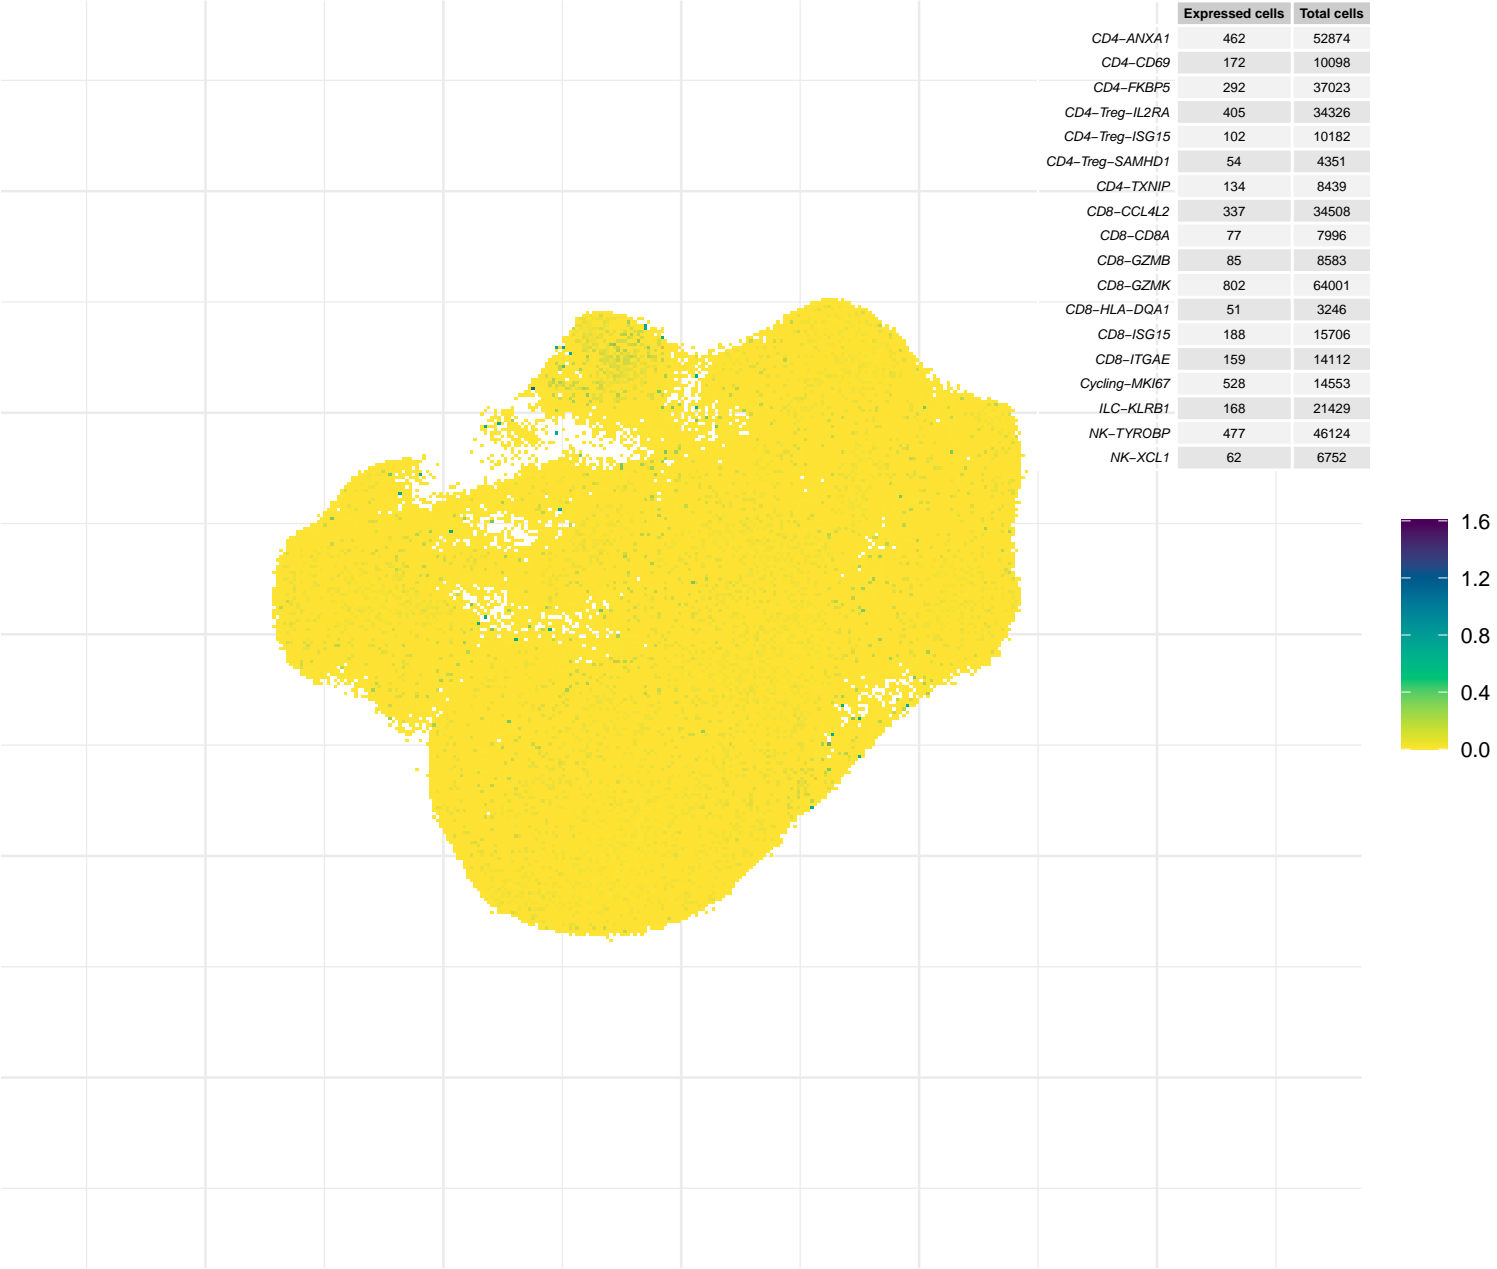 Expressed cells Total cells
CD4−ANXA1 462 52874
CD4−CD69 172 10098
CD4−FKBP5 292 37023
CD4−Treg−IL2RA 405 34326
CD4−Treg−ISG15 102 10182
CD4−Treg−SAMHD1 54 4351
CD4−TXNIP 134 8439
CD8−CCL4L2 337 34508
CD8−CD8A 77 7996
CD8−GZMB 85 8583
CD8−GZMK 802 64001
CD8−HLA−DQA1 51 3246
CD8−ISG15 188 15706
CD8−ITGAE 159 14112
Cycling−MKI67 528 14553
ILC−KLRB1 168 21429
NK−TYROBP 477 46124
NK−XCL1 62 6752
1.6
1.2
0.8
0.4
0.0